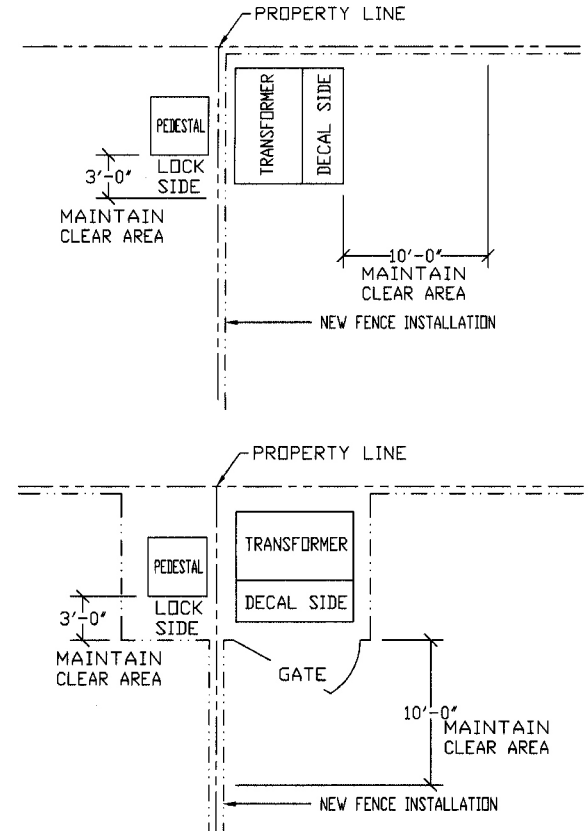 PROPERTY LINE
PEDESTAL
TRANSFORMER
DECAL SIDE
LOCK
SIDE
3'-0"
MAINTAIN
CLEAR AREA
10'-0"
MAINTAIN
CLEAR AREA
NEW FENCE INSTALLATION
PROPERTY LINE
TRANSFORMER
PEDESTAL
DECAL SIDE
LOCK
SIDE
3'-0"
MAINTAIN
CLEAR AREA
GATE
10'-0"
MAINTAIN
CLEAR AREA
NEW FENCE INSTALLATION